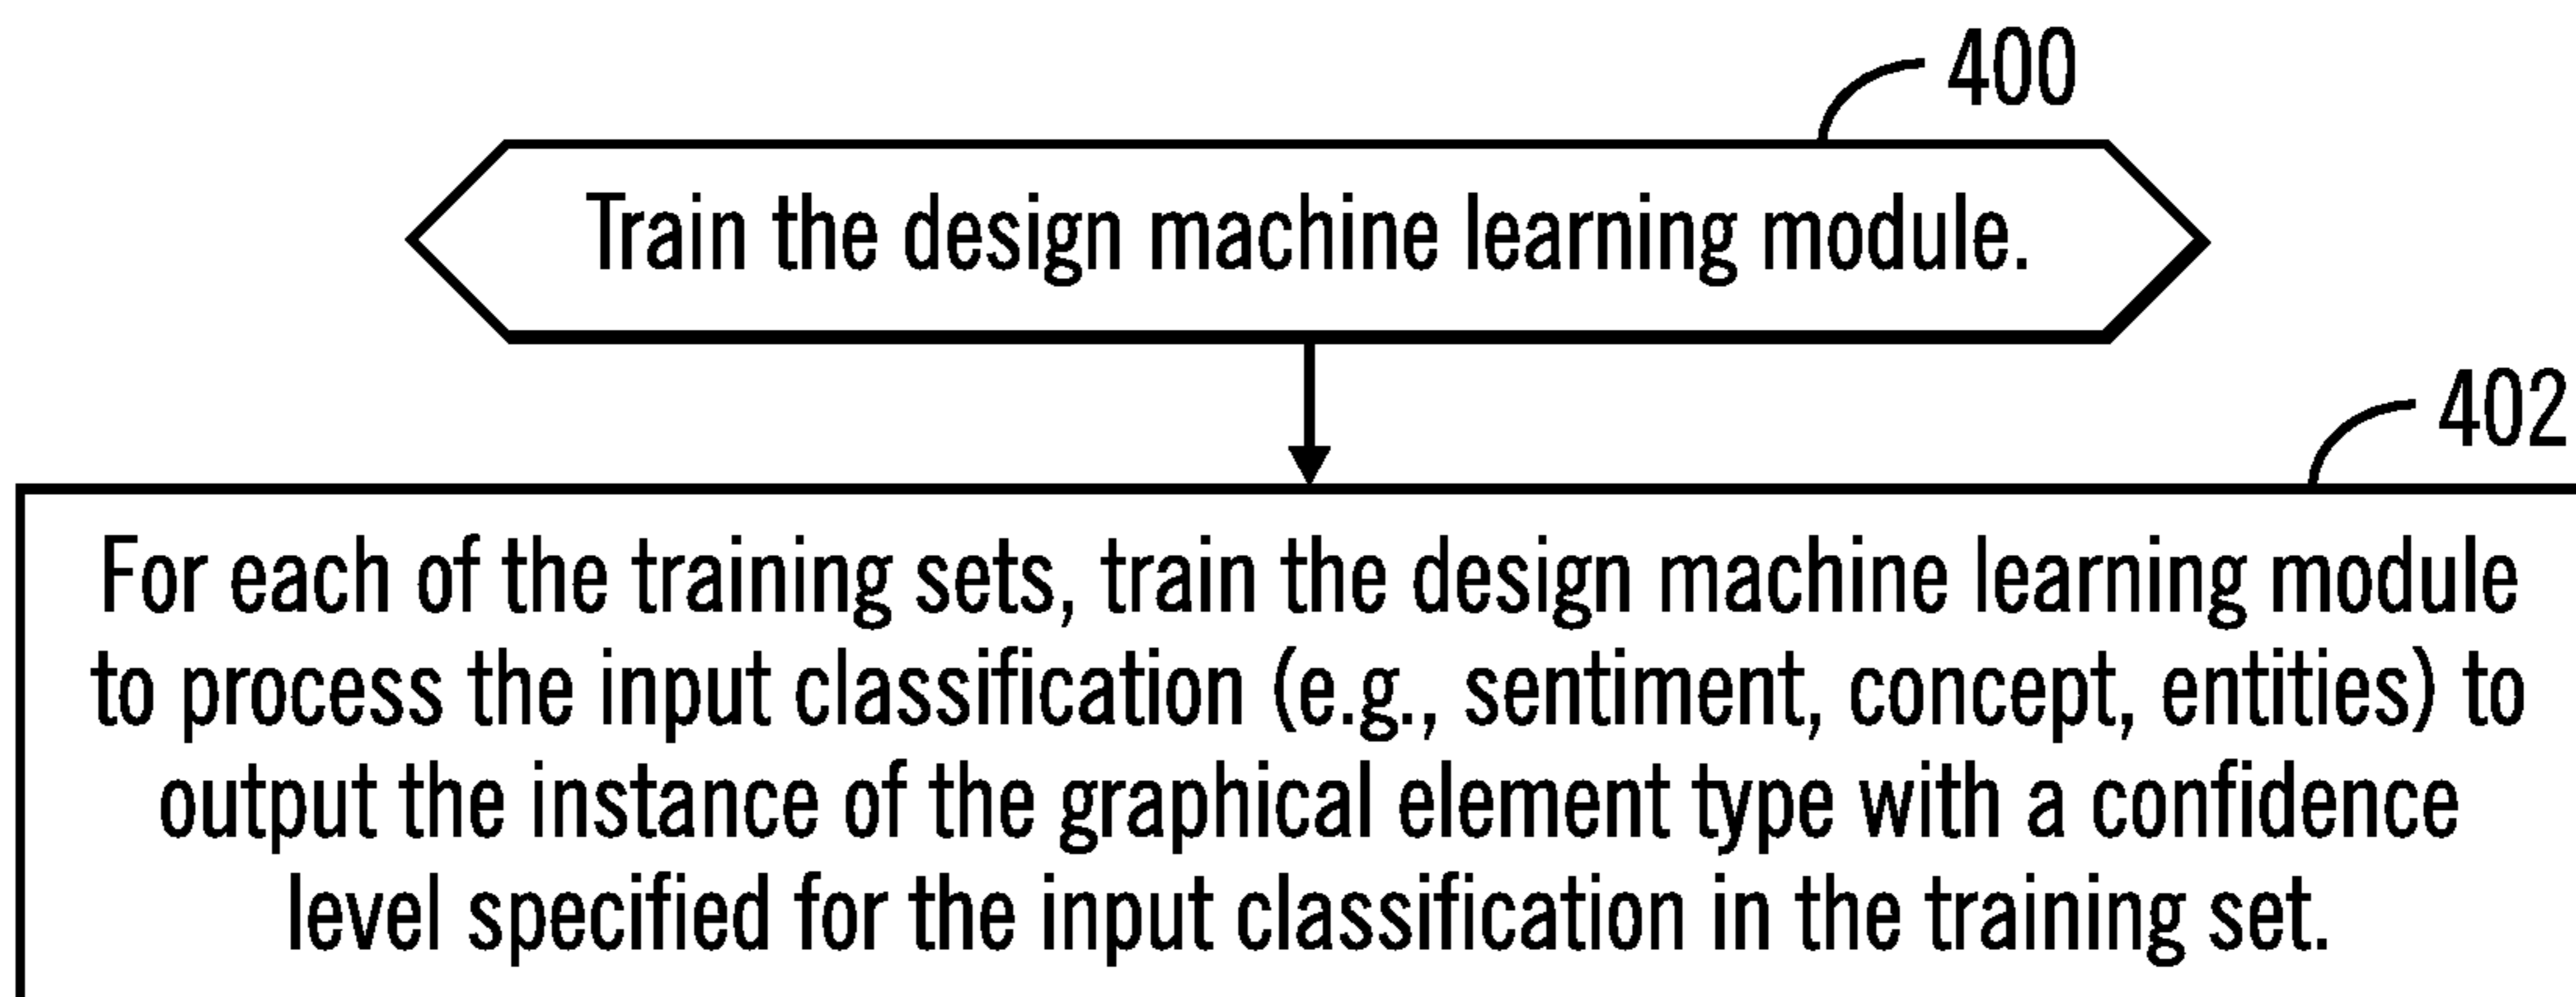 400
Train the design machine learning module.
402
For each of the training sets, train the design machine learning module
to process the input classification (e.g., sentiment, concept, entities) to
output the instance of the graphical element type with a confidence
level specified for the input classification in the training set.